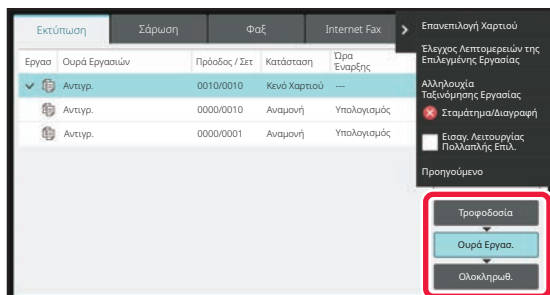 Εκτύπωση
Σάρωση
Φαξ
Internet Fax
Εργασ Ουρά Εργασιών Πρόοδος / Σετ Κατάσταση Ώρα
Έναρξης
Αντιγρ. 0010/0010 Κενό Χαρτιού ---
Αντιγρ. 0000/0010 Αναμονή Υπολογισμός
Αντιγρ. 0000/0001 Αναμονή Υπολογισμός
Επανεπιλογή Χαρτιού
Έλεγχος Λεπτομερειών της
Επιλεγμένης Εργασίας
Αλληλουχία
Ταξινόμησης Εργασίας
Σταμάτημα/Διαγραφή
Εισαγ. Λειτουργίας
Πολλαπλής Επιλ.
Προηγούμενο
Τροφοδοσία
Ουρά Εργασ.
Ολοκληρωθ.